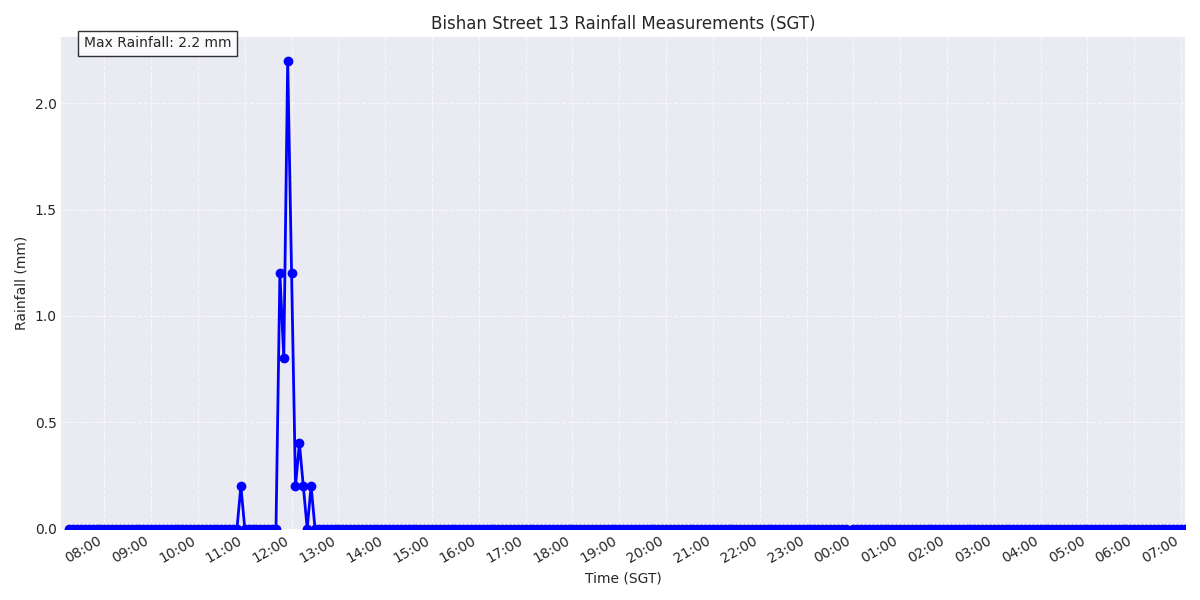 Bishan Street 13 Rainfall Measurements (SGT)
Max Rainfall: 2.2 mm
Rainfall (mm)
2.0
1.5
1.0
0.5
0.0
08:00 09:00 10:00 11:00 12:00 13:00 14:00 15:00 16:00 17:00 18:00 19:00 20:00 21:00 22:00 23:00 00:00 01:00 02:00 03:00 04:00 05:00 06:00 07:00
Time (SGT)